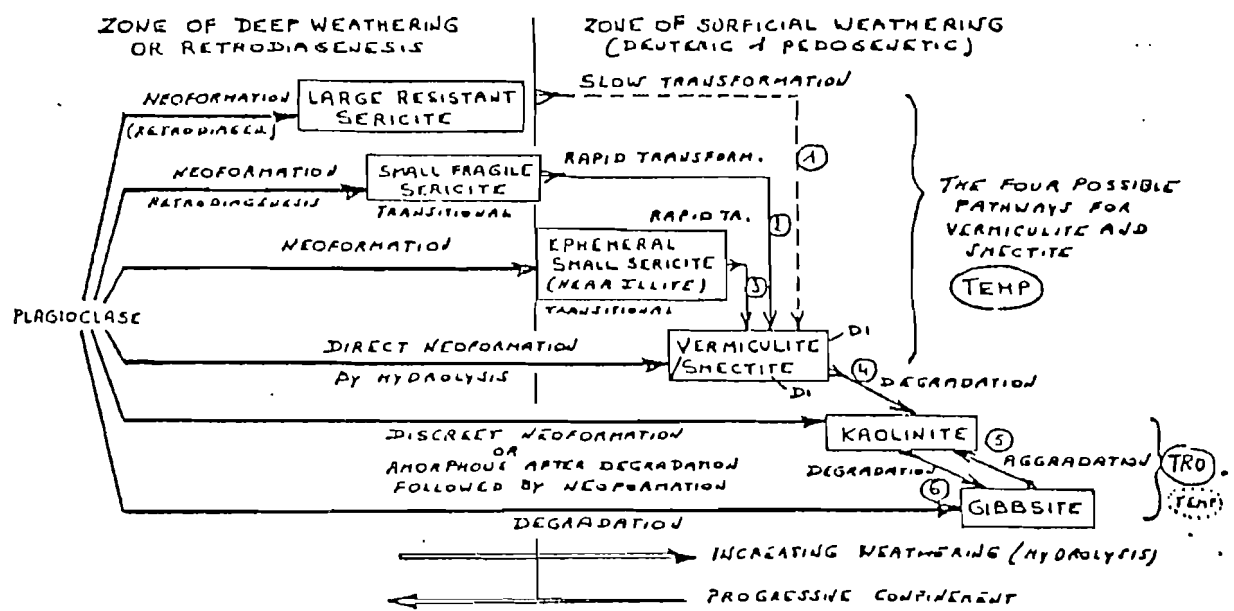 ZONE OF DEEP WEATHERING
OR RETRODIAGENESIS
ZONE OF SURFICIAL WEATHERING
(DEUTERIC & PEDOGENETIC)
NEOFORMATION
(RETRODIAGEN.)
LARGE RESISTANT
SERICITE
SLOW TRANSFORMATION
1
NEOFORMATION
RETRODIAGENESIS
SMALL FRAGILE
SERICITE
TRANSITIONAL
RAPID TRANSFORM.
2
NEOFORMATION
EPHEMERAL
SMALL SERICITE
(NEAR ILLITE)
TRANSITIONAL
RAPID TR.
3
THE FOUR POSSIBLE
PATHWAYS FOR
VERMICULITE AND
SMECTITE
TEMP
PLAGIOCLASE
DIRECT NEOFORMATION
BY HYDROLYSIS
VERMICULITE
/SMECTITE
DI
DI
4
DEGRADATION
DISCREET NEOFORMATION
OR
AMORPHOUS AFTER DEGRADATION
FOLLOWED BY NEOFORMATION
KAOLINITE
5
AGGRADATION
DEGRADATION
6
GIBBSITE
TRO
TEMP
DEGRADATION
INCREASING WEATHERING (HYDROLYSIS)
PROGRESSIVE CONFINEMENT